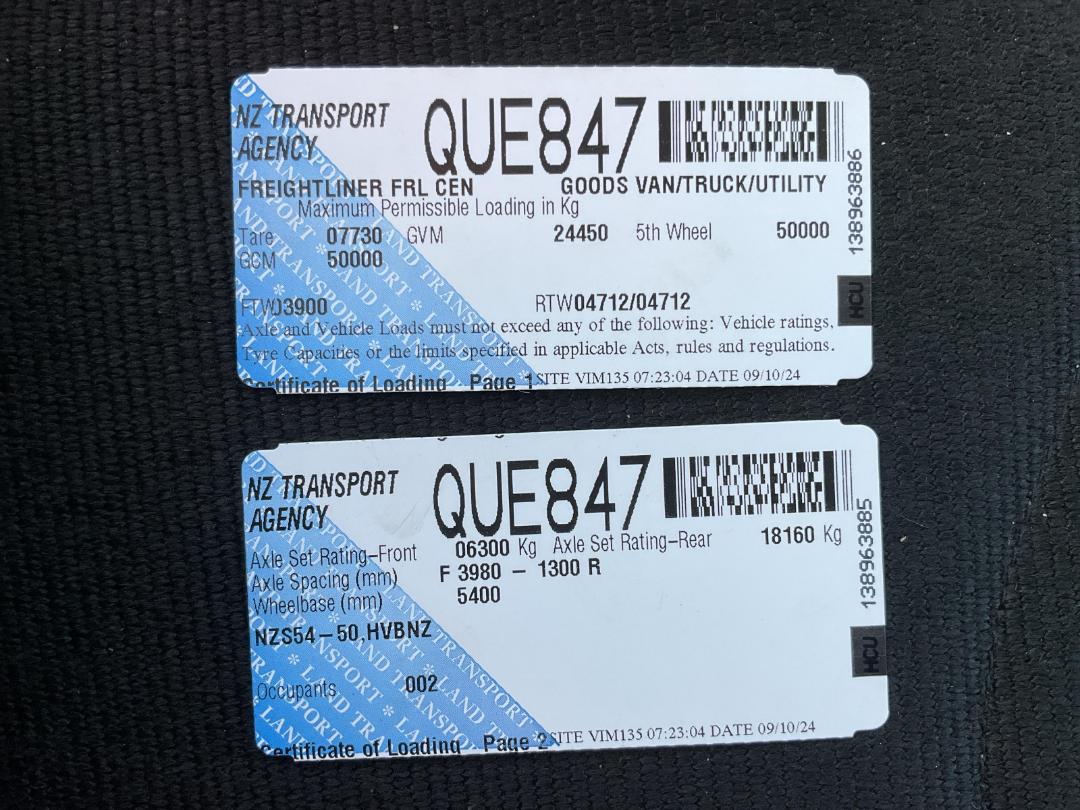 NZ TRANSPORT AGENCY QUE847
FREIGHTLINER FRL CEN GOODS VAN/TRUCK/UTILITY
Maximum Permissible Loading in Kg
Tare 07730 GVM 24450 5th Wheel 50000
GCM 50000
FTW03900 RTW04712/04712
Axle and Vehicle Loads must not exceed any of the following: Vehicle ratings,
Tyre Capacities or the limits specified in applicable Acts, rules and regulations.
Certificate of Loading Page 1 SITE VIM135 07:23:04 DATE 09/10/24
138963886
HCU
NZ TRANSPORT AGENCY QUE847
Axle Set Rating-Front 06300 Kg Axle Set Rating-Rear 18160 Kg
Axle Spacing (mm) F 3980 - 1300 R
Wheelbase (mm) 5400
NZS54-50,HVBNZ
Occupants 002
Certificate of Loading Page 2 SITE VIM135 07:23:04 DATE 09/10/24
138963885
HCU